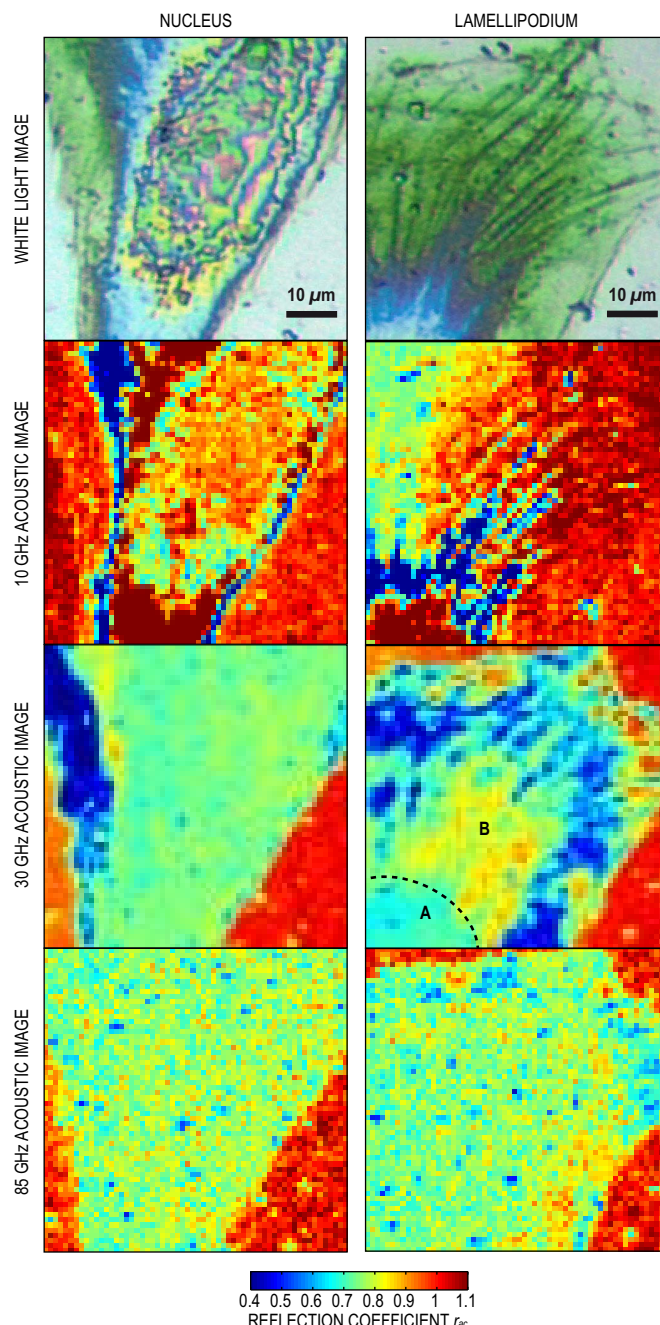 NUCLEUS
LAMELLIPODIUM
WHITE LIGHT IMAGE
10 µm
10 µm
10 GHz ACOUSTIC IMAGE
30 GHz ACOUSTIC IMAGE
B
A
85 GHz ACOUSTIC IMAGE
0.4 0.5 0.6 0.7 0.8 0.9 1 1.1
REFLECTION COEFFICIENT rac